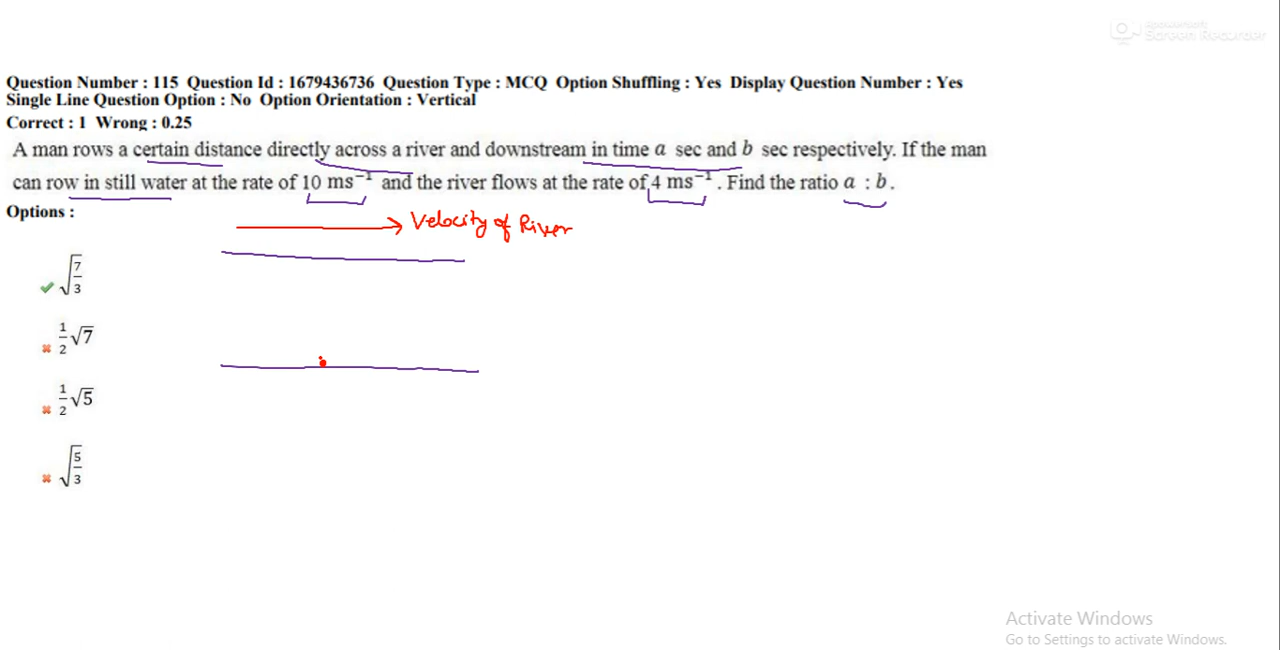 Apowersoft
Screen Recorder
Question Number : 115 Question Id : 1679436736 Question Type : MCQ Option Shuffling : Yes Display Question Number : Yes
Single Line Question Option : No Option Orientation : Vertical
Correct : 1 Wrong : 0.25
A man rows a certain distance directly across a river and downstream in time a sec and b sec respectively. If the man
can row in still water at the rate of 10 ms⁻¹ and the river flows at the rate of 4 ms⁻¹ . Find the ratio a : b .
Options :
Velocity of River
√(7/3)
1/2 √7
1/2 √5
√(5/3)
Activate Windows
Go to Settings to activate Windows.